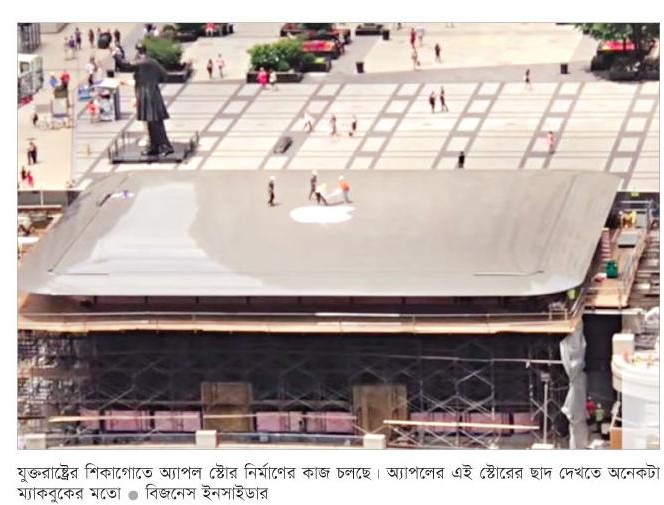 যুক্তরাষ্ট্রের শিকাগোতে অ্যাপল স্টোর নির্মাণের কাজ চলছে। অ্যাপলের এই স্টোরের ছাদ দেখতে অনেকটা
ম্যাকবুকের মতো ● বিজনেস ইনসাইডার